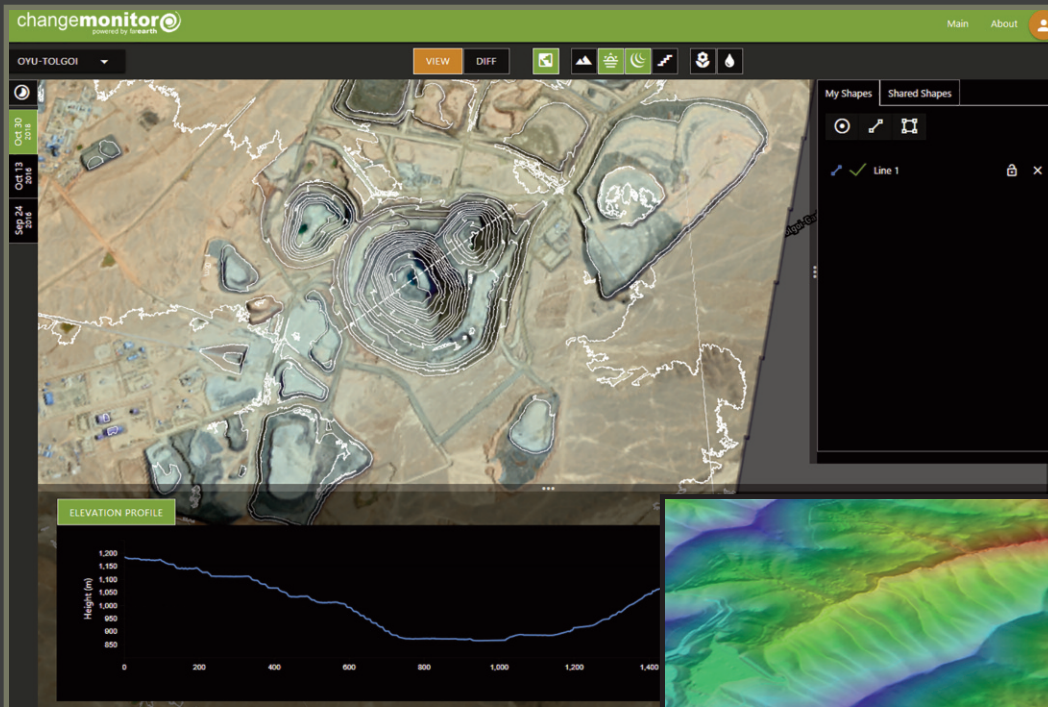 changemonitor
powered by farearth
Main About
OYU-TOLGOI
VIEW DIFF
My Shapes Shared Shapes
Oct 30
2018
Oct 13
2016
Sep 24
2016
Line 1
ELEVATION PROFILE
Height (m)
1,200
1,150
1,100
1,050
1,000
950
900
850
0 200 400 600 800 1,000 1,200 1,400